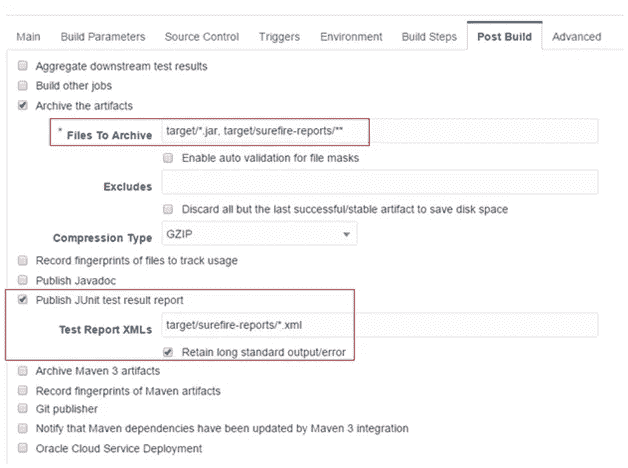 Main Build Parameters Source Control Triggers Environment Build Steps Post Build Advanced
Aggregate downstream test results
Build other jobs
Archive the artifacts
* Files To Archive target/*.jar, target/surefire-reports/**
Enable auto validation for file masks
Excludes
Discard all but the last successful/stable artifact to save disk space
Compression Type GZIP
Record fingerprints of files to track usage
Publish Javadoc
Publish JUnit test result report
Test Report XMLs target/surefire-reports/*.xml
Retain long standard output/error
Archive Maven 3 artifacts
Record fingerprints of Maven artifacts
Git publisher
Notify that Maven dependencies have been updated by Maven 3 integration
Oracle Cloud Service Deployment